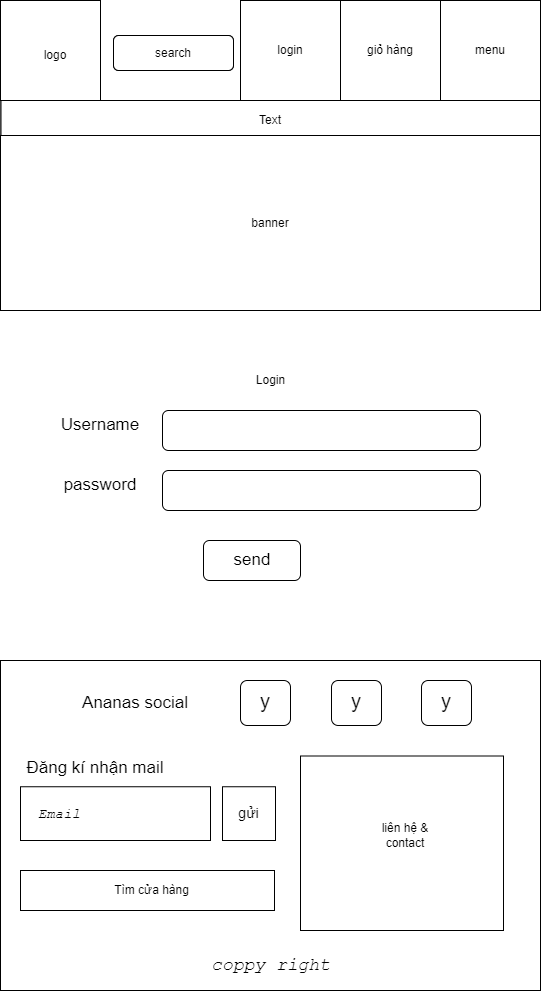 logo
search
login
giỏ hàng
menu
Text
banner
Login
Username
password
send
Ananas social
y
y
y
Đăng kí nhận mail
Email
gửi
Tìm cửa hàng
liên hệ &
contact
coppy right